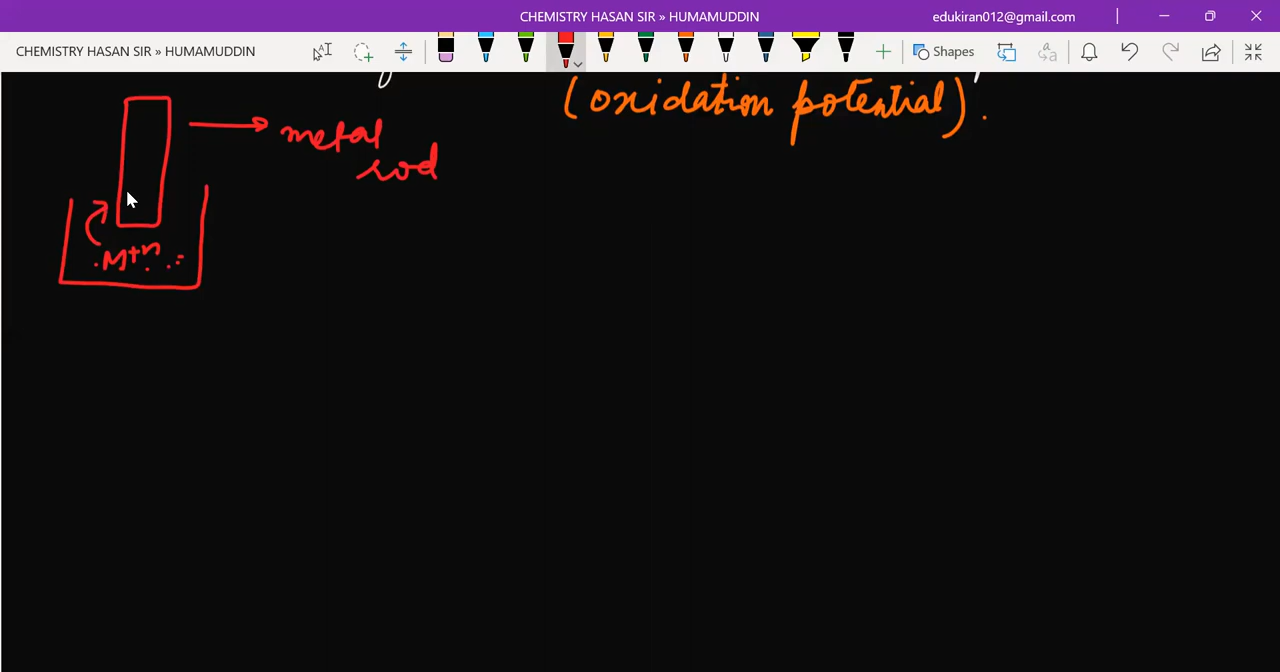 CHEMISTRY HASAN SIR » HUMAMUDDIN
edukiran012@gmail.com
CHEMISTRY HASAN SIR » HUMAMUDDIN
Shapes
(oxidation potential).
metal
rod
M+n